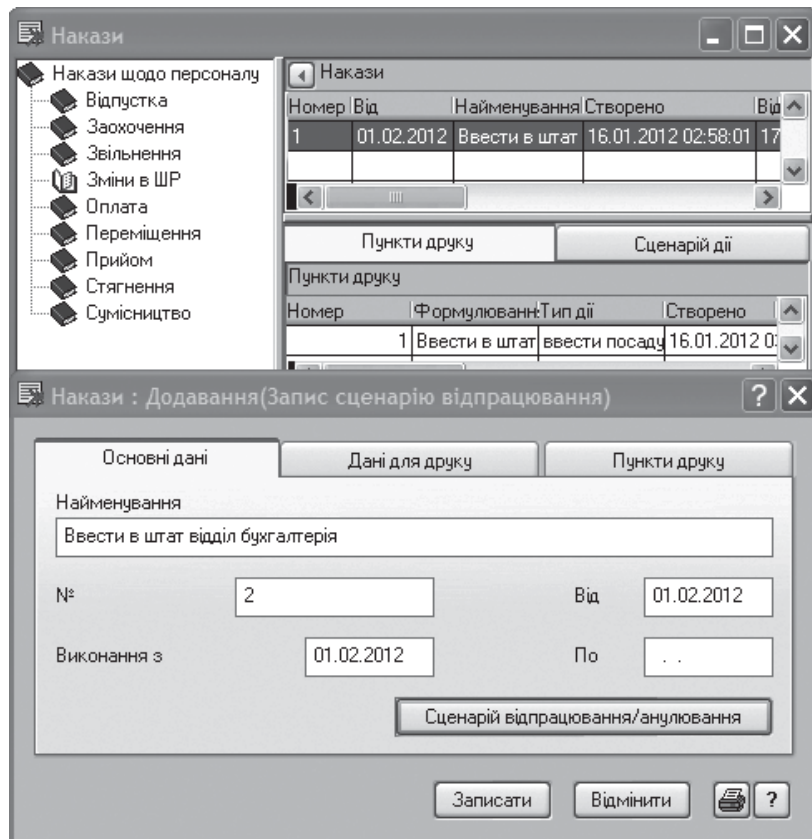 Накази
Накази щодо персоналу
Відпустка
Заохочення
Звільнення
Зміни в ШР
Оплата
Переміщення
Прийом
Стягнення
Сумісництво
Накази
Номер Від Найменування Створено Від
1 01.02.2012 Ввести в штат 16.01.2012 02:58:01 17
Пункти друку Сценарій дії
Пункти друку
Номер Формулюванн Тип дії Створено
1 Ввести в штат ввести посаду 16.01.2012
Накази : Додавання(Запис сценарію відпрацювання)
Основні дані Дані для друку Пункти друку
Найменування
Ввести в штат відділ бухгалтерія
№ 2 Від 01.02.2012
Виконання з 01.02.2012 По . .
Сценарій відпрацювання/анулювання
Записати Відмінити ?